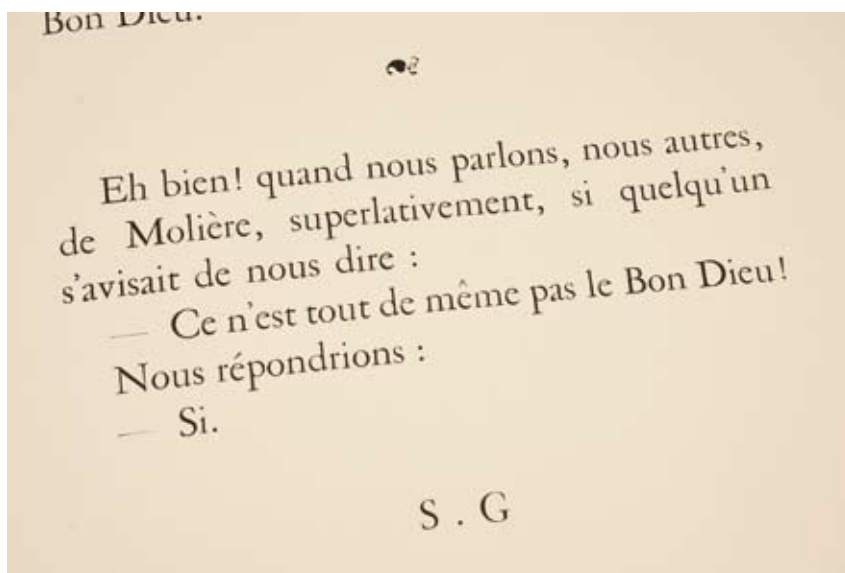 Bon Dieu.
Eh bien! quand nous parlons, nous autres,
de Molière, superlativement, si quelqu'un
s'avisait de nous dire :
— Ce n'est tout de même pas le Bon Dieu!
Nous répondrions :
— Si.
S . G